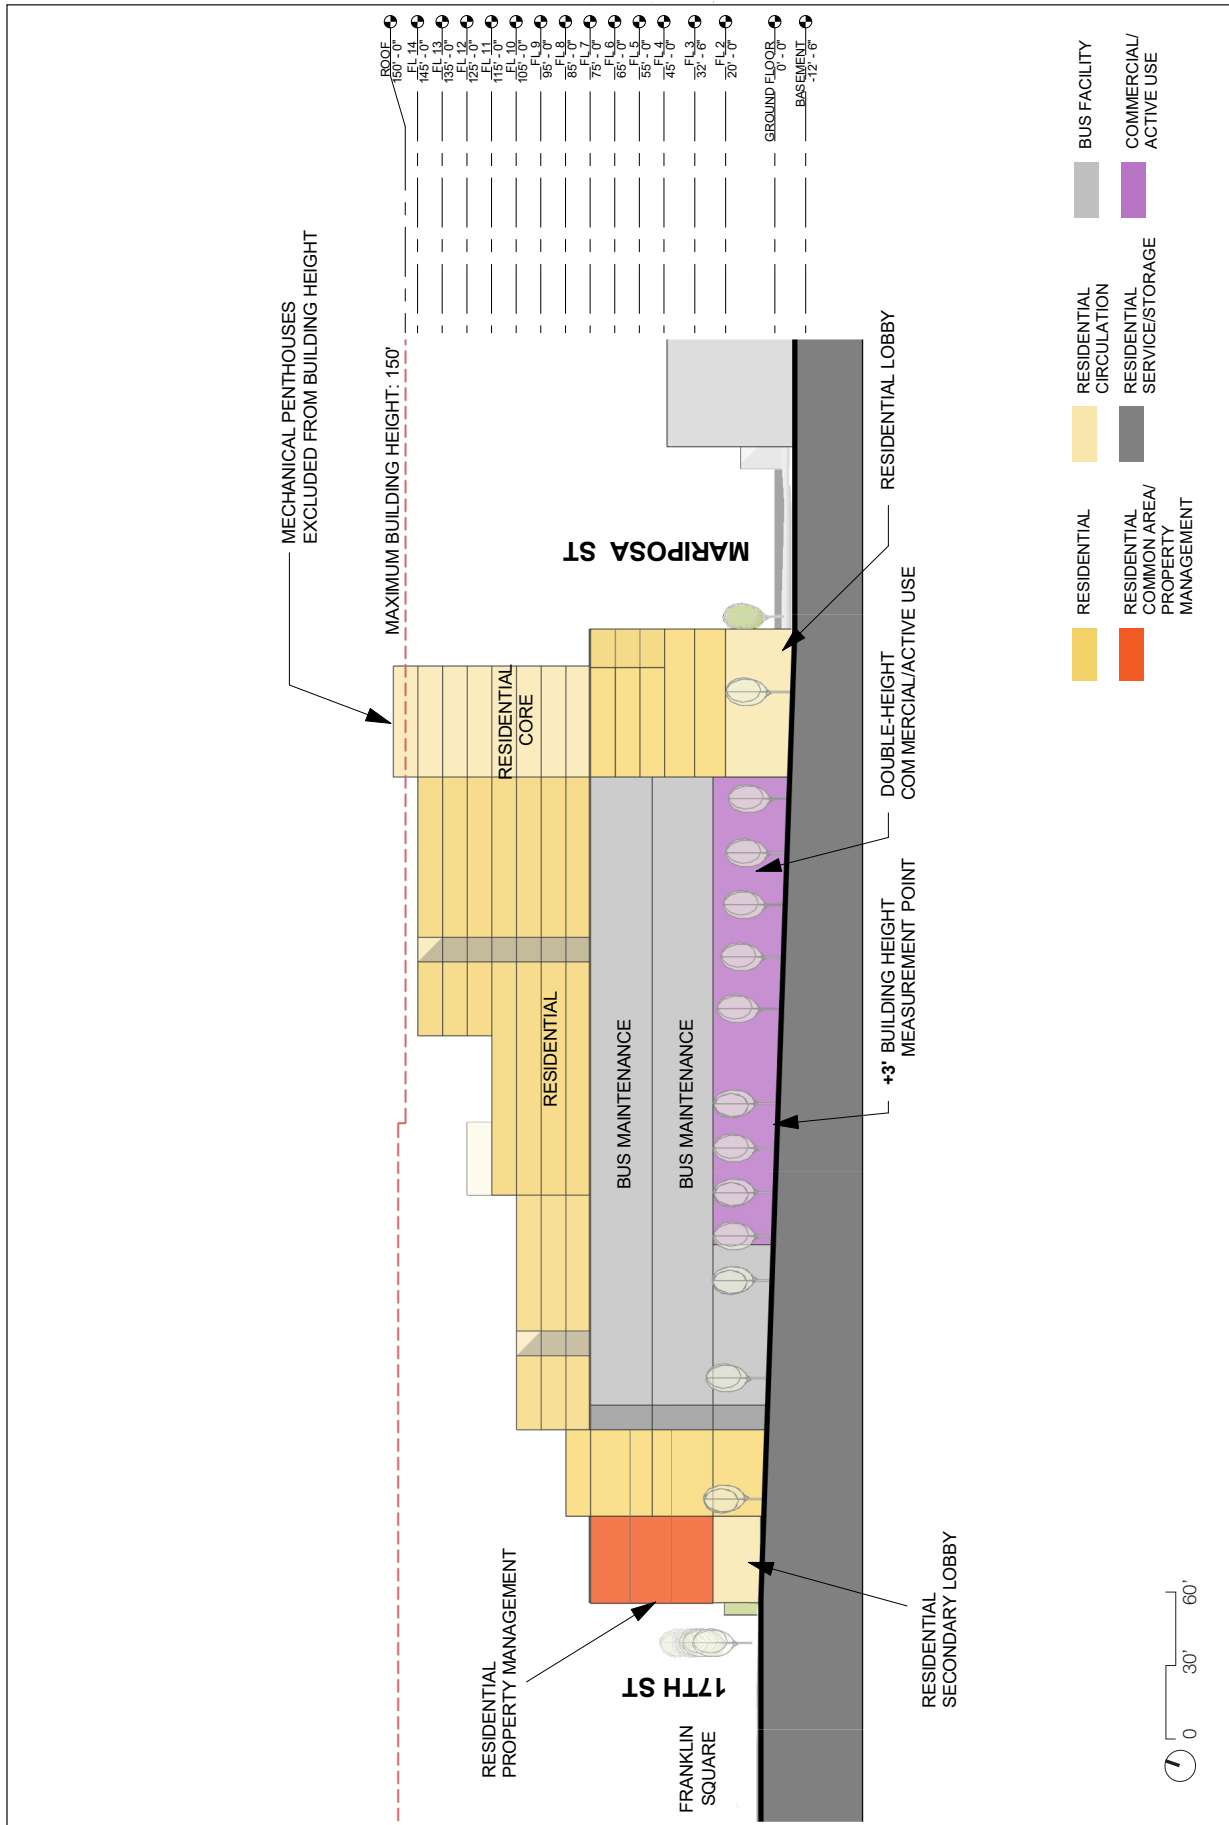 MECHANICAL PENTHOUSES
EXCLUDED FROM BUILDING HEIGHT
MAXIMUM BUILDING HEIGHT: 150'
ROOF
150' - 0"
FL 14
145' - 0"
FL 13
135' - 0"
FL 12
125' - 0"
FL 11
115' - 0"
FL 10
105' - 0"
FL 9
95' - 0"
FL 8
85' - 0"
FL 7
75' - 0"
FL 6
65' - 0"
FL 5
55' - 0"
FL 4
45' - 0"
FL 3
32' - 6"
FL 2
20' - 0"
GROUND FLOOR
0' - 0"
BASEMENT
-12' - 6"
RESIDENTIAL
CORE
RESIDENTIAL
BUS MAINTENANCE
BUS MAINTENANCE
MARIPOSA ST
17TH ST
FRANKLIN
SQUARE
RESIDENTIAL
PROPERTY MANAGEMENT
RESIDENTIAL
SECONDARY LOBBY
+3' BUILDING HEIGHT
MEASUREMENT POINT
DOUBLE-HEIGHT
COMMERCIAL/ACTIVE USE
RESIDENTIAL LOBBY
RESIDENTIAL
RESIDENTIAL
COMMON AREA/
PROPERTY
MANAGEMENT
RESIDENTIAL
CIRCULATION
RESIDENTIAL
SERVICE/STORAGE
BUS FACILITY
COMMERCIAL/
ACTIVE USE
0 30' 60'